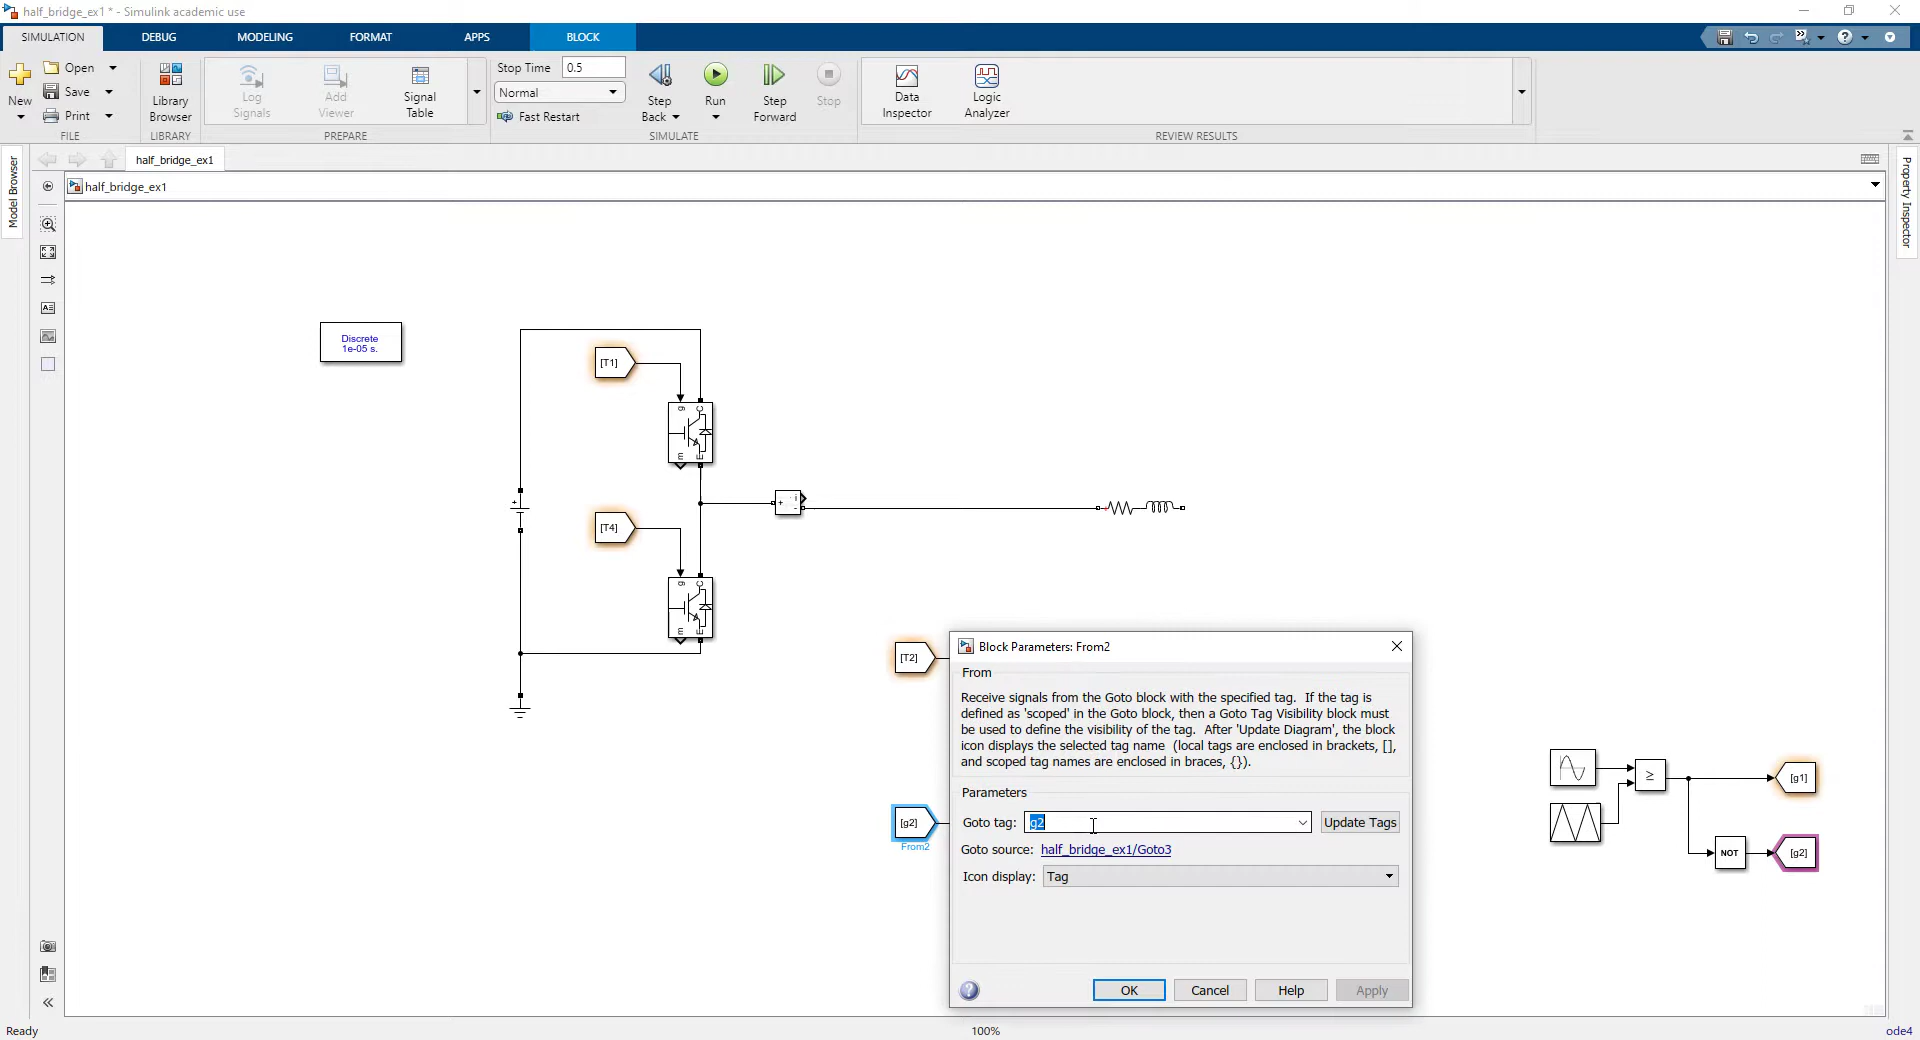 half_bridge_ex1 * - Simulink academic use
SIMULATION DEBUG MODELING FORMAT APPS BLOCK
New
Open
Save
Print
FILE
Library Browser
LIBRARY
Log Signals
Add Viewer
Signal Table
PREPARE
Stop Time 0.5
Normal
Fast Restart
Step Back
Run
Step Forward
Stop
SIMULATE
Data Inspector
Logic Analyzer
REVIEW RESULTS
Model Browser
half_bridge_ex1
half_bridge_ex1
Property Inspector
Discrete
1e-05 s.
[T1]
g C
m E
+ i
-
+
[T4]
g C
m E
[T2]
[g2]
From2
Block Parameters: From2
From
Receive signals from the Goto block with the specified tag. If the tag is
defined as 'scoped' in the Goto block, then a Goto Tag Visibility block must
be used to define the visibility of the tag. After 'Update Diagram', the block
icon displays the selected tag name (local tags are enclosed in brackets, [],
and scoped tag names are enclosed in braces, {}).
Parameters
Goto tag: g2 Update Tags
Goto source: half_bridge_ex1/Goto3
Icon display: Tag
OK Cancel Help Apply
≥
[g1]
NOT
[g2]
Ready
100%
ode4